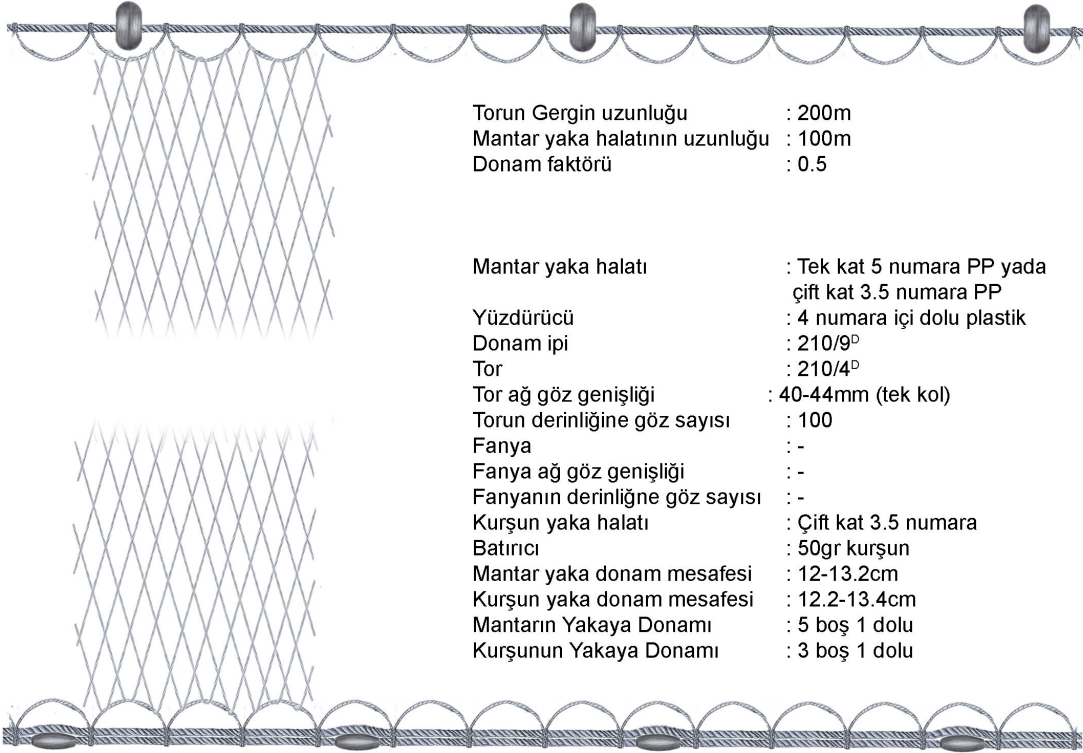 Torun Gergin uzunluğu : 200m
Mantar yaka halatının uzunluğu : 100m
Donam faktörü : 0.5
Mantar yaka halatı : Tek kat 5 numara PP yada
çift kat 3.5 numara PP
Yüzdürücü : 4 numara içi dolu plastik
Donam ipi : 210/9ᴰ
Tor : 210/4ᴰ
Tor ağ göz genişliği : 40-44mm (tek kol)
Torun derinliğine göz sayısı : 100
Fanya : -
Fanya ağ göz genişliği : -
Fanyanın derinliğne göz sayısı : -
Kurşun yaka halatı : Çift kat 3.5 numara
Batırıcı : 50gr kurşun
Mantar yaka donam mesafesi : 12-13.2cm
Kurşun yaka donam mesafesi : 12.2-13.4cm
Mantarın Yakaya Donamı : 5 boş 1 dolu
Kurşunun Yakaya Donamı : 3 boş 1 dolu